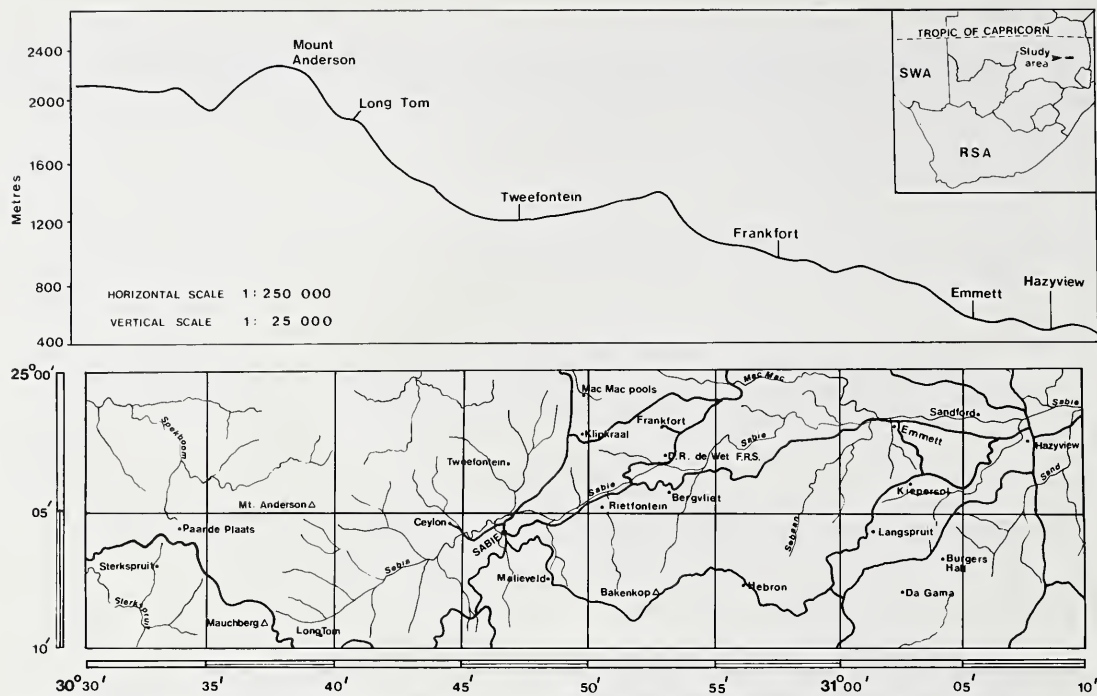 2400
2000
1600
1200
800
400
Metres
Mount
Anderson
Long Tom
Tweefontein
Frankfort
Emmett
Hazyview
HORIZONTAL SCALE 1:250 000
VERTICAL SCALE 1: 25 000
TROPIC OF CAPRICORN
Study
area
SWA
RSA
25°00'
05'
10'
Mac Mac pools
Mac Mac
Frankfort
Sabie
Sandford
Sabie
Spekboom
Klipkraal
Emmett
Hazyview
Tweefontein
D.R. de Wet F.R.S.
Sabie
Sand
Mt. Anderson
Sabie
Bergvliet
Kiepersol
Rietfontein
Paarde Plaats
Ceylon
SABIE
Sabaan
Langspruit
Sterkspruit
Sabie
Burgers
Hall
Malieveld
Bakenkop
Hebron
Da Gama
Sterkspruit
Mauchberg
Long Tom
30°30'
35'
40'
45'
50'
55'
31°00'
05'
10'